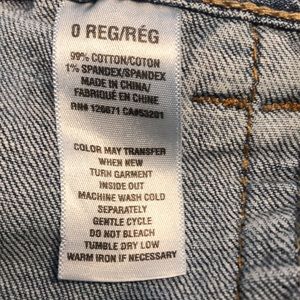 0 REG/RÉG
99% COTTON/COTON
1% SPANDEX/SPANDEX
MADE IN CHINA/
FABRIQUÉ EN CHINE
RN# 126671 CA#53201
COLOR MAY TRANSFER
WHEN NEW
TURN GARMENT
INSIDE OUT
MACHINE WASH COLD
SEPARATELY
GENTLE CYCLE
DO NOT BLEACH
TUMBLE DRY LOW
WARM IRON IF NECESSARY